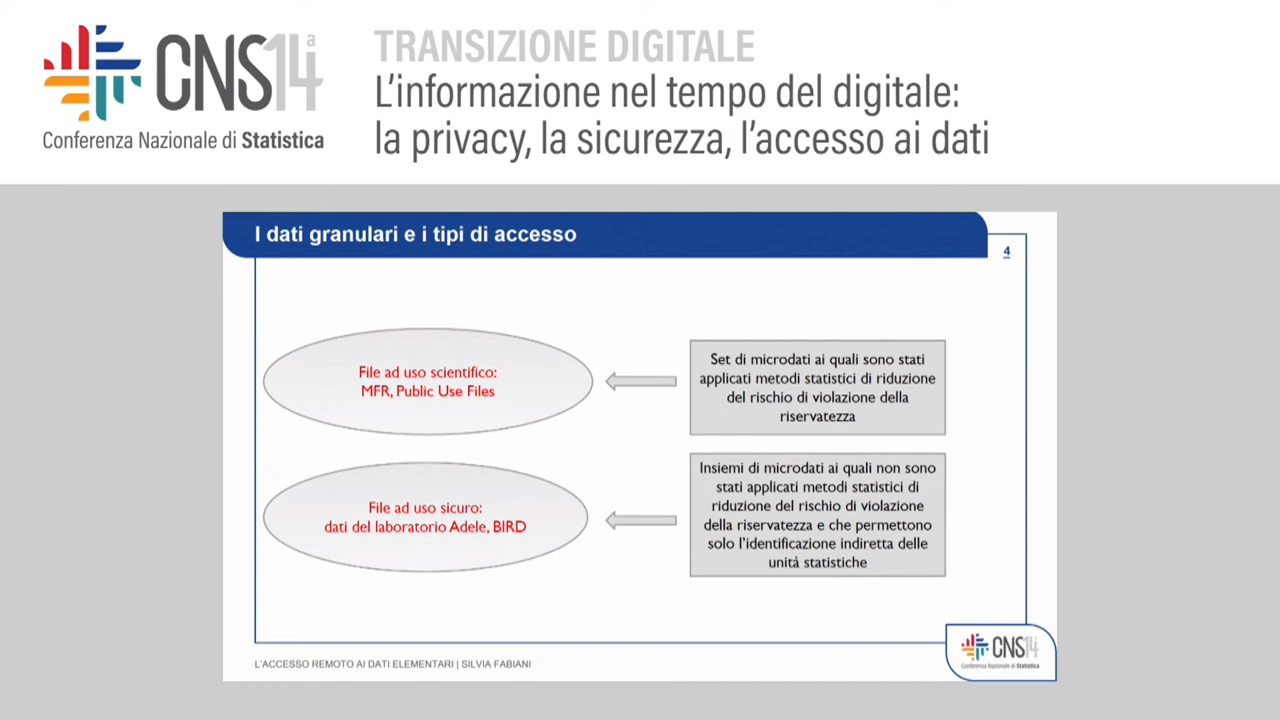 CNS14a
Conferenza Nazionale di Statistica
TRANSIZIONE DIGITALE
L'informazione nel tempo del digitale:
la privacy, la sicurezza, l'accesso ai dati
I dati granulari e i tipi di accesso
4
File ad uso scientifico:
MFR, Public Use Files
Set di microdati ai quali sono stati
applicati metodi statistici di riduzione
del rischio di violazione della
riservatezza
File ad uso sicuro:
dati del laboratorio Adele, BIRD
Insiemi di microdati ai quali non sono
stati applicati metodi statistici di
riduzione del rischio di violazione
della riservatezza e che permettono
solo l'identificazione indiretta delle
unità statistiche
L'ACCESSO REMOTO AI DATI ELEMENTARI | SILVIA FABIANI
CNS14
Conferenza Nazionale di Statistica